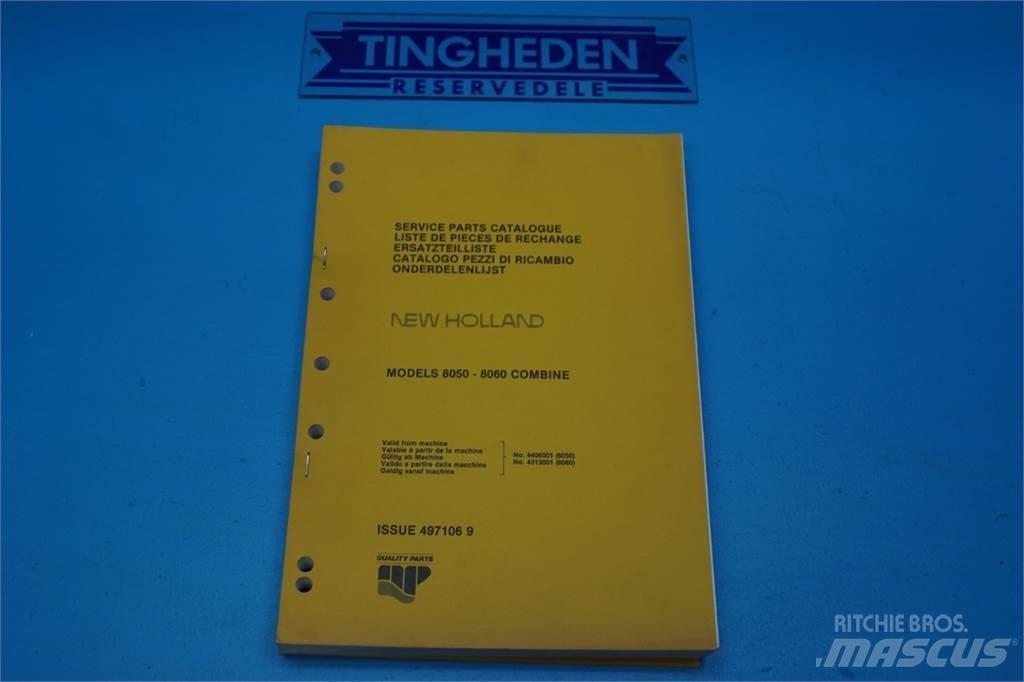 TINGHEDEN
RESERVEDELE
SERVICE PARTS CATALOGUE
LISTE DE PIECES DE RECHANGE
ERSATZTEILLISTE
CATALOGO PEZZI DI RICAMBIO
ONDERDELENLIJST
NEW HOLLAND
MODELS 8050 - 8060 COMBINE
Valid from machine
Valable à partir de la machine
Gültig ab Machine
Valido a partire dalla macchina
Geldig vanaf machine
No. 4406001 (8050)
No. 4313001 (8060)
ISSUE 497106 9
QUALITY PARTS
QP
RITCHIE BROS.
MASCUS